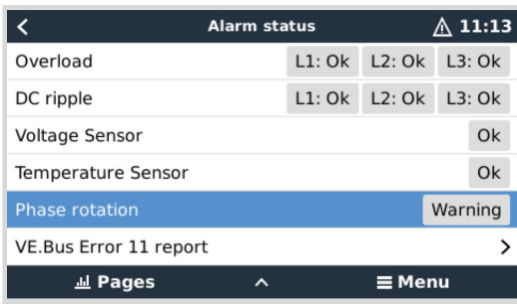 Alarm status 11:13
Overload L1: Ok L2: Ok L3: Ok
DC ripple L1: Ok L2: Ok L3: Ok
Voltage Sensor Ok
Temperature Sensor Ok
Phase rotation Warning
VE.Bus Error 11 report
Pages Menu